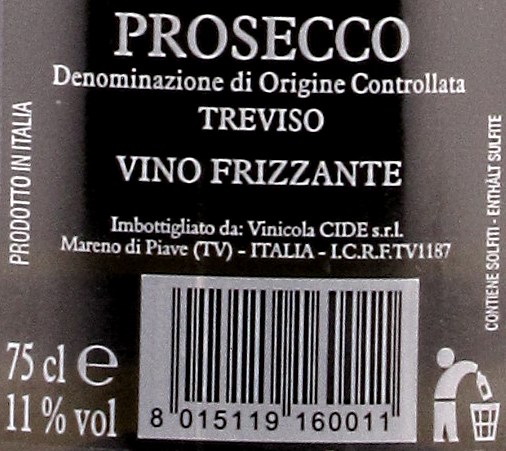 PROSECCO
Denominazione di Origine Controllata
TREVISO
VINO FRIZZANTE
Imbottigliato da: Vinicola CIDE s.r.l.
Mareno di Piave (TV) - ITALIA - I.C.R.F.TV1187
PRODOTTO IN ITALIA
CONTIENE SOLFITI - ENTHÄLT SULFITE
75 cl e
11 % vol
8 015119 160011